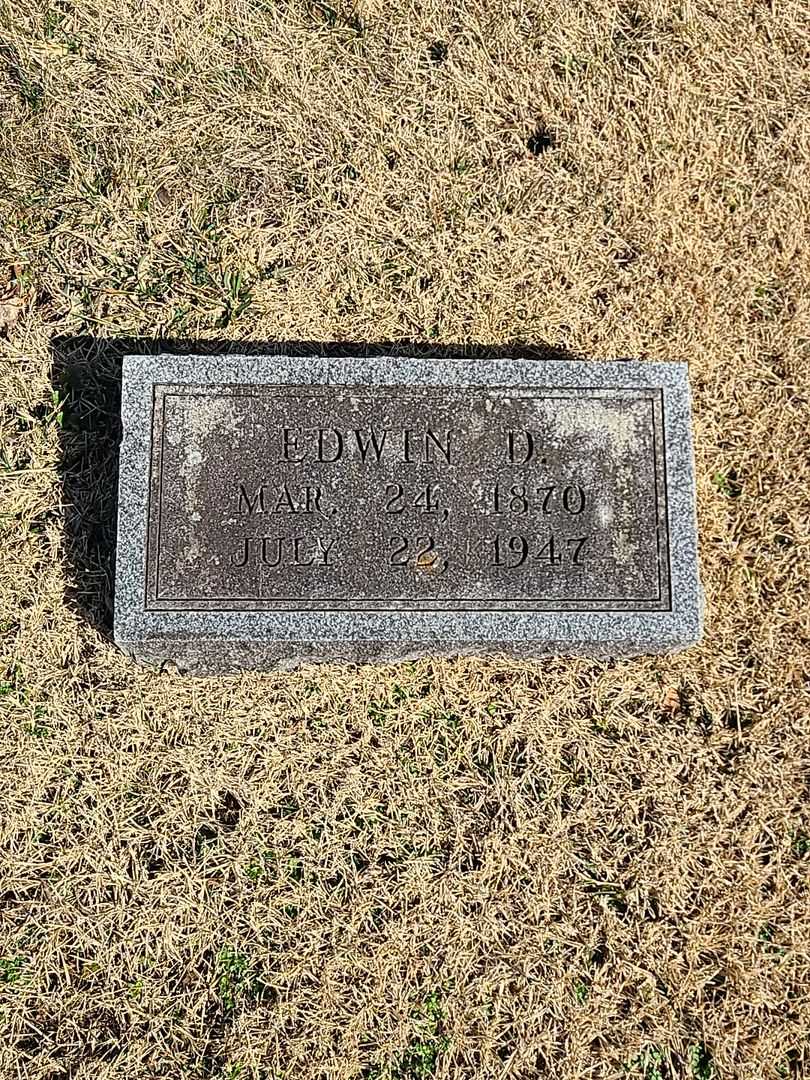 EDWIN D.
MAR. 24, 1870
JULY 22, 1947